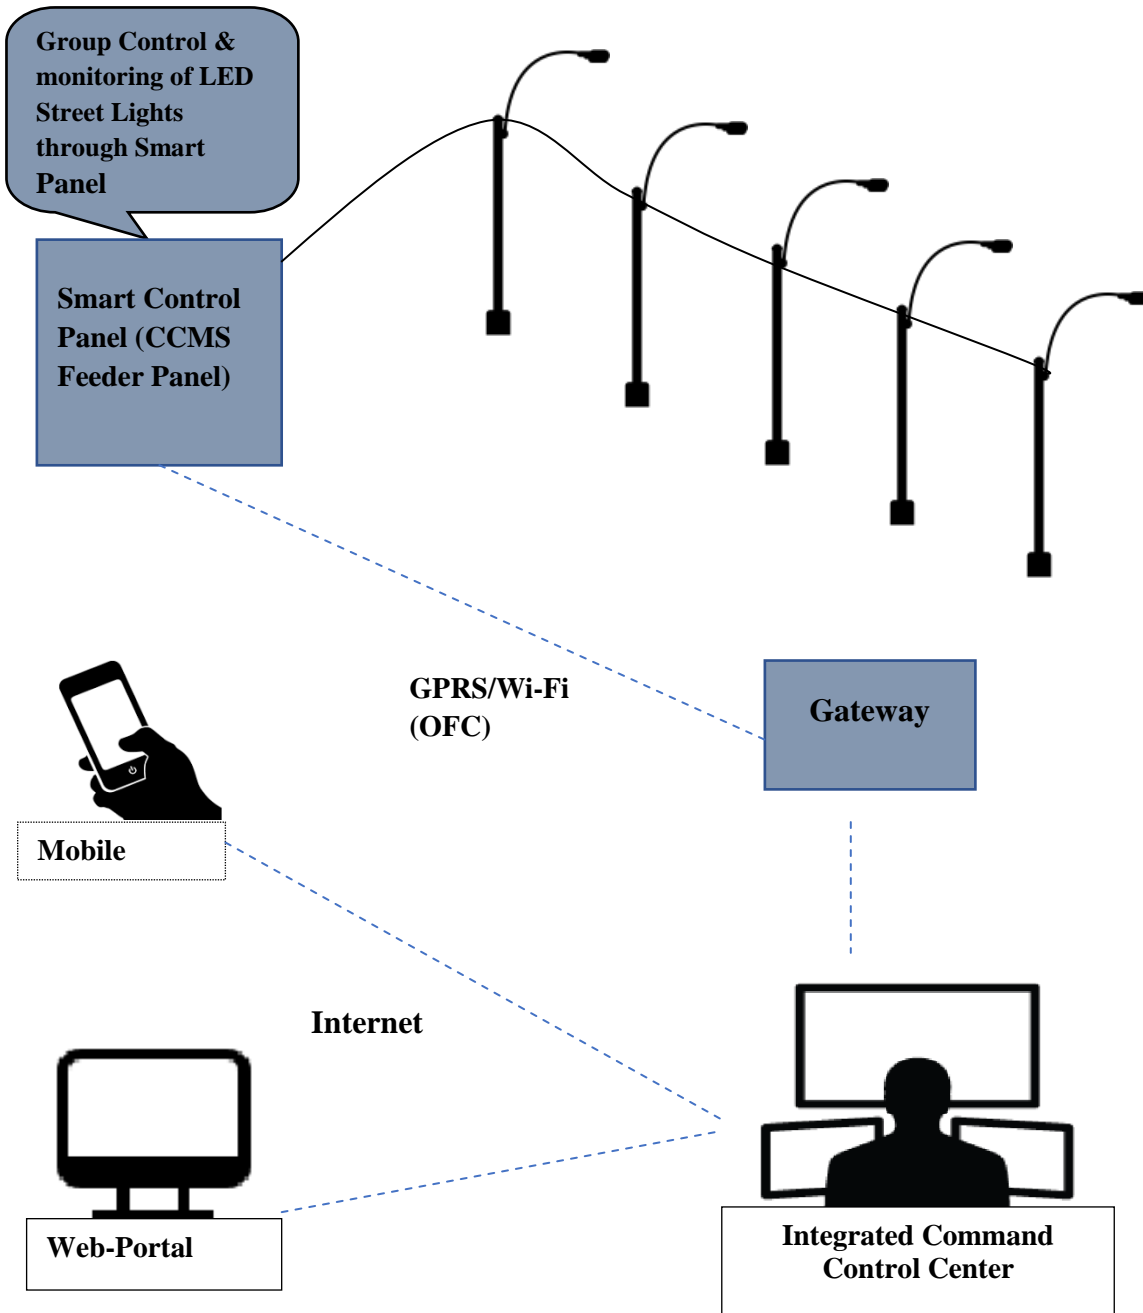 Group Control &
monitoring of LED
Street Lights
through Smart
Panel
Smart Control
Panel (CCMS
Feeder Panel)
GPRS/Wi-Fi
(OFC)
Gateway
Mobile
Internet
Web-Portal
Integrated Command
Control Center